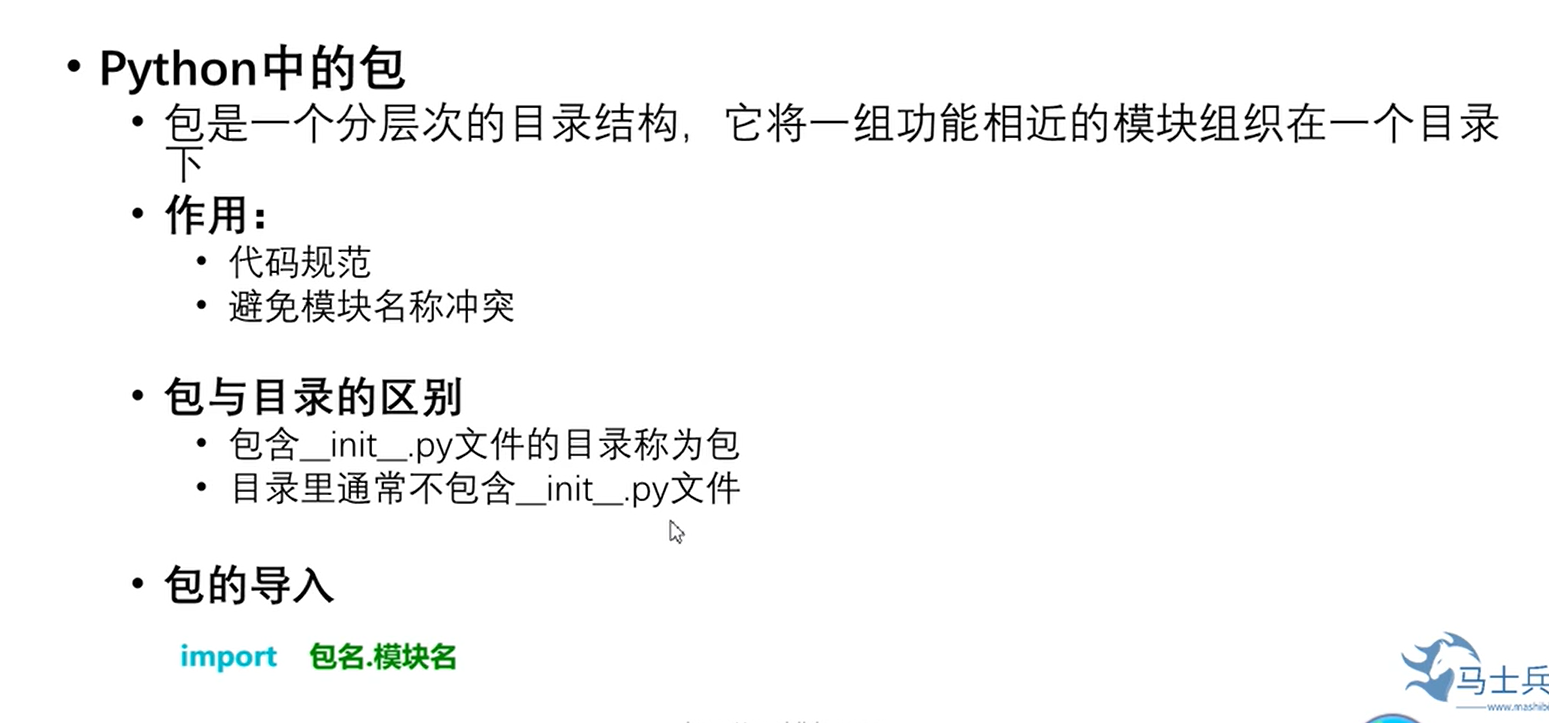 • Python中的包
• 包是一个分层次的目录结构，它将一组功能相近的模块组织在一个目录
下
• 作用：
• 代码规范
• 避免模块名称冲突
• 包与目录的区别
• 包含__init__.py文件的目录称为包
• 目录里通常不包含__init__.py文件
• 包的导入
import 包名.模块名
马士兵
www.mashibi